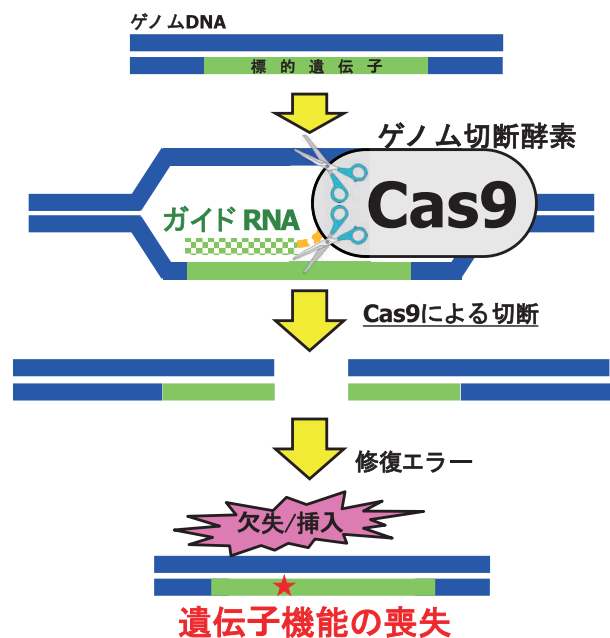 ゲノムDNA
標的遺伝子
ゲノム切断酵素
Cas9
ガイドRNA
Cas9による切断
修復エラー
欠失/挿入
遺伝子機能の喪失